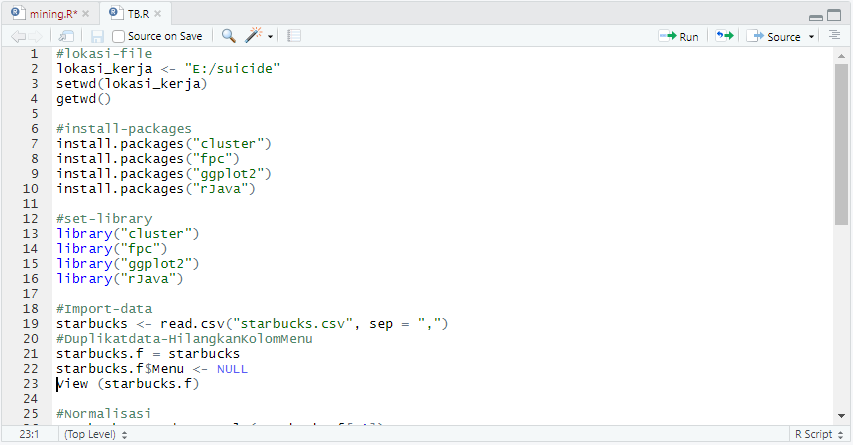 mining.R*
TB.R
Source on Save
Run
Source
1 #lokasi-file
2 lokasi_kerja <- "E:/suicide"
3 setwd(lokasi_kerja)
4 getwd()
5
6 #install-packages
7 install.packages("cluster")
8 install.packages("fpc")
9 install.packages("ggplot2")
10 install.packages("rJava")
11
12 #set-library
13 library("cluster")
14 library("fpc")
15 library("ggplot2")
16 library("rJava")
17
18 #Import-data
19 starbucks <- read.csv("starbucks.csv", sep = ",")
20 #Duplikatdata-HilangkanKolomMenu
21 starbucks.f = starbucks
22 starbucks.f$Menu <- NULL
23 View (starbucks.f)
24
25 #Normalisasi
23:1
(Top Level)
R Script